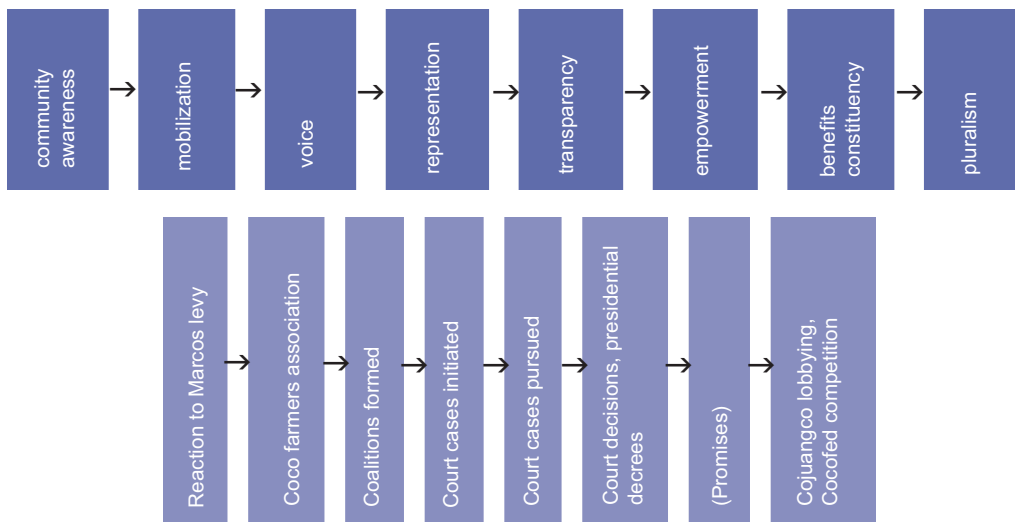 community
awareness
mobilization
voice
representation
transparency
empowerment
benefits
constituency
pluralism
Reaction to Marcos levy
Coco farmers association
Coalitions formed
Court cases initiated
Court cases pursued
Court decisions, presidential
decrees
(Promises)
Cojuangco lobbying,
Cocofed competition